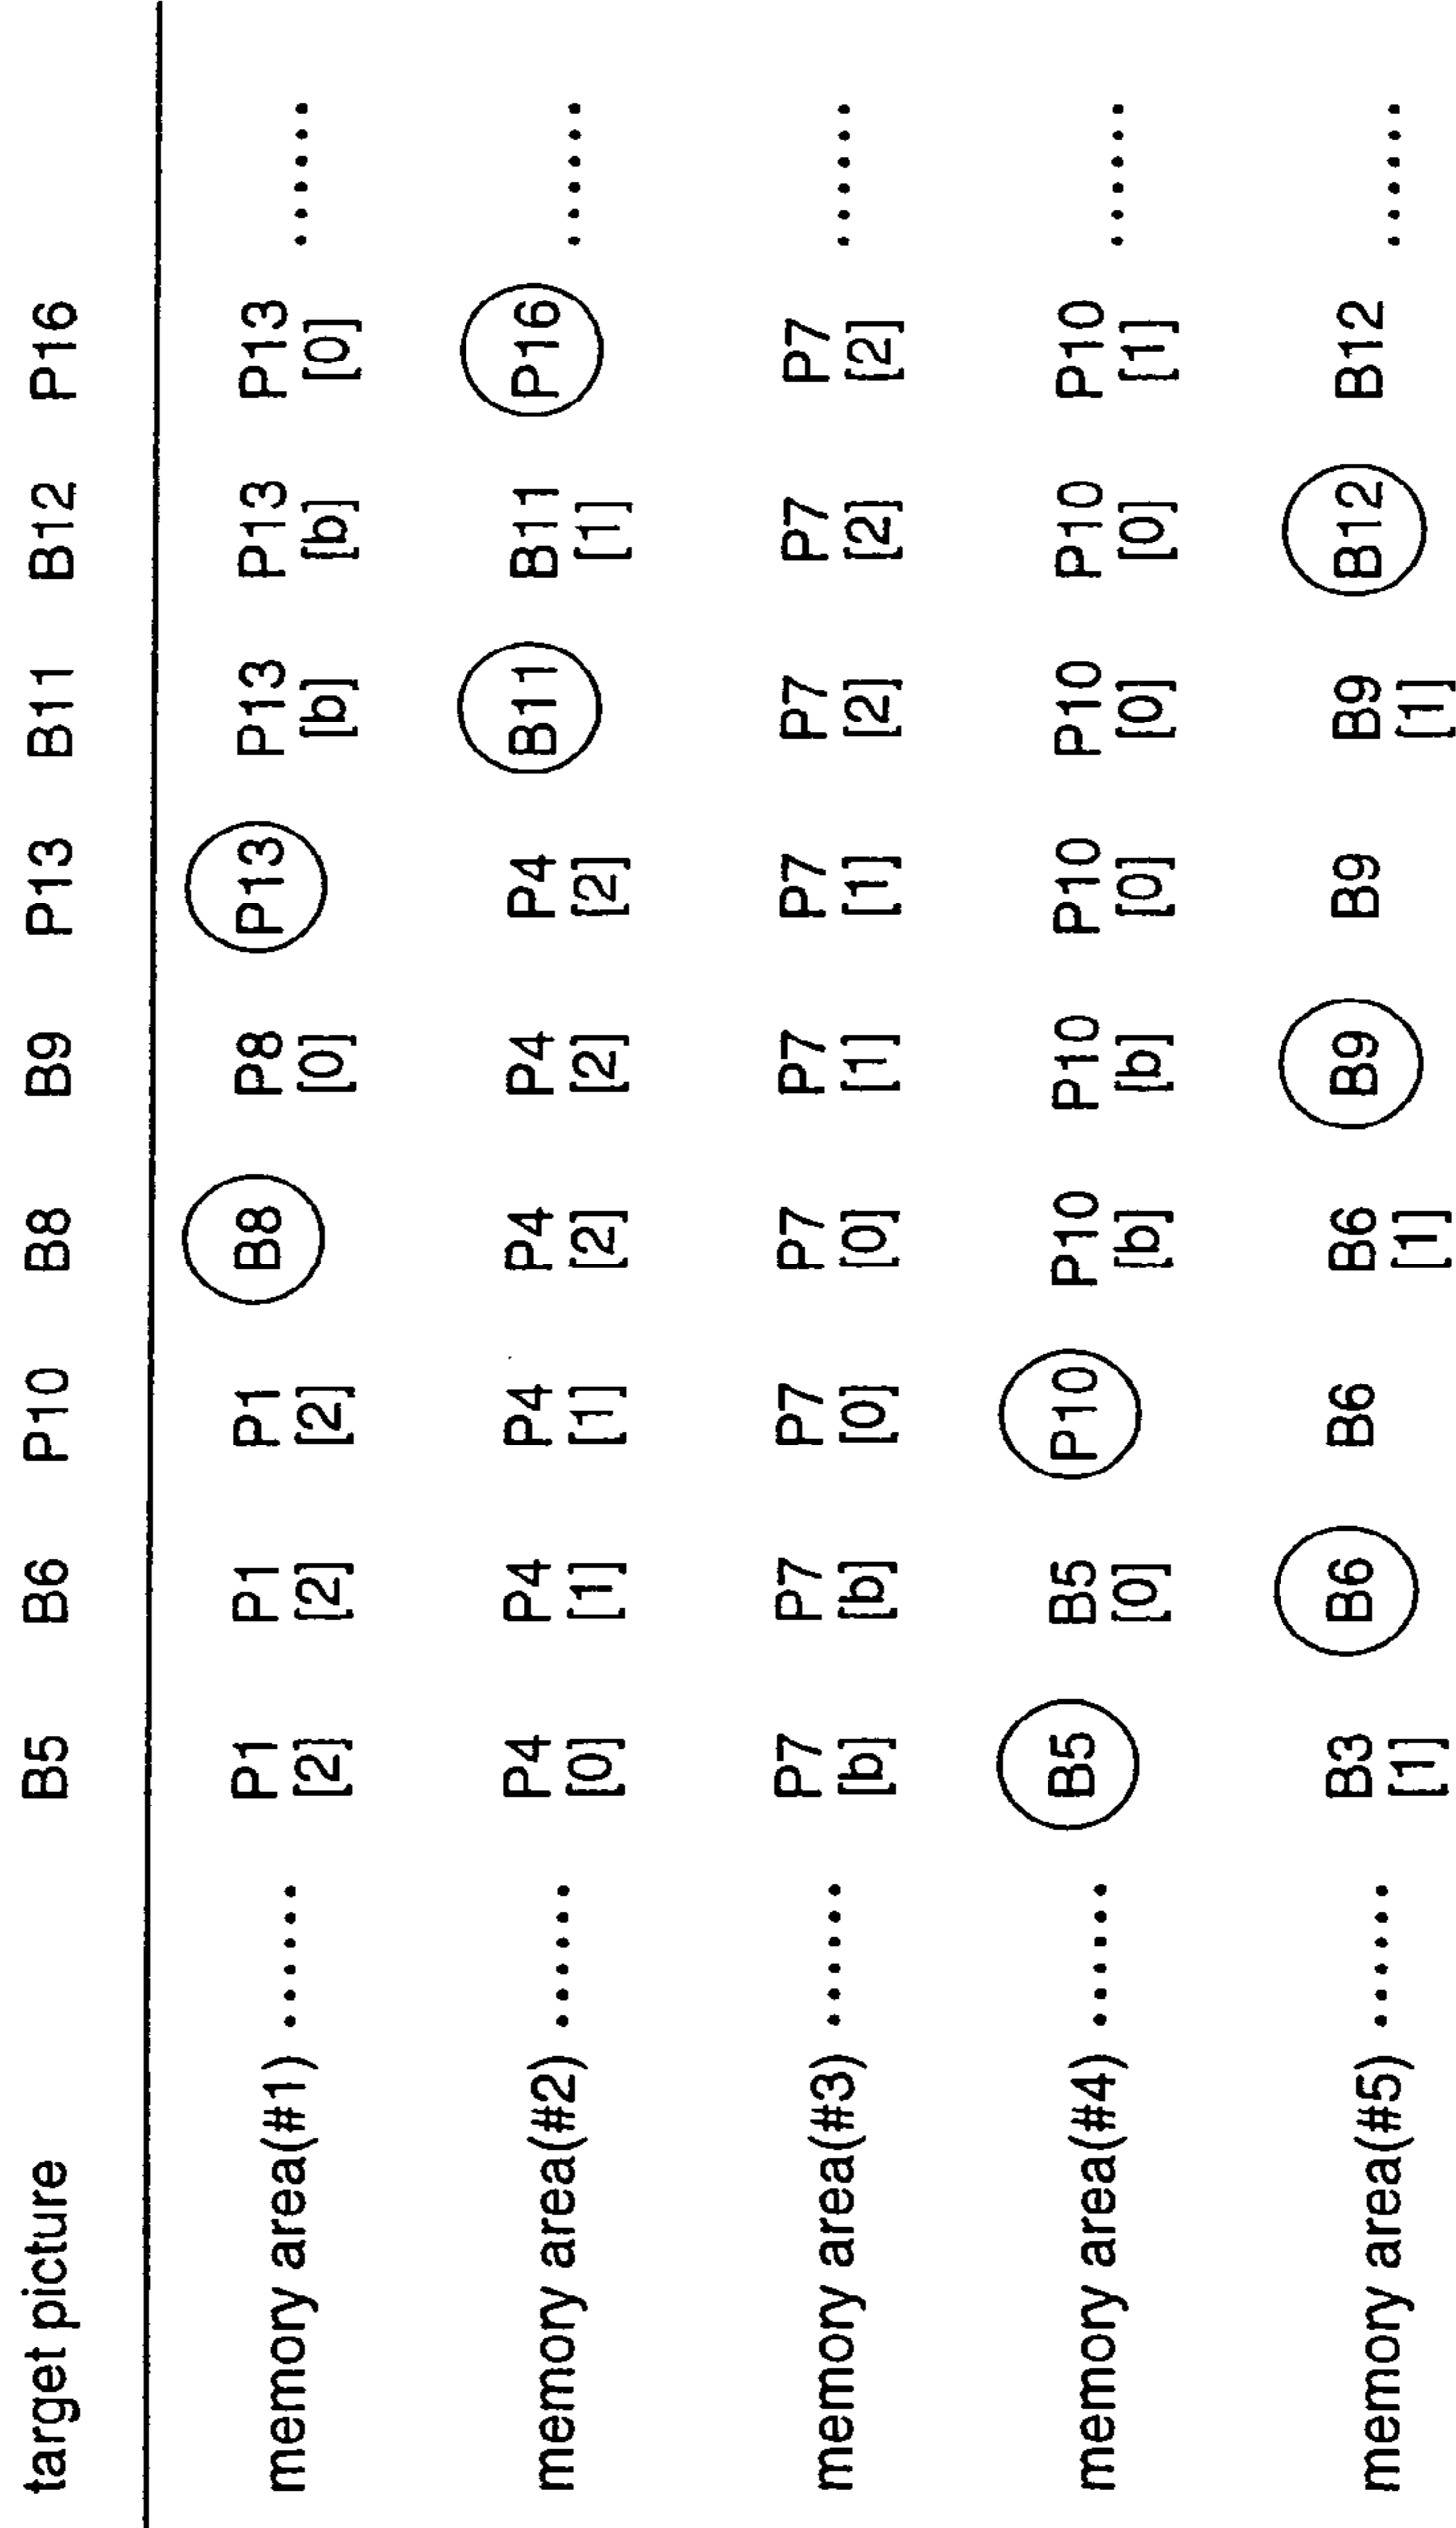 target picture B5 B6 P10 B8 B9 P13 B11 B12 P16
memory area(#1) ...... P1 P1 P1 B8 P8 P13 P13 P13 P13 ......
[2] [2] [2] [0] [b] [b] [0]
memory area(#2) ...... P4 P4 P4 P4 P4 P4 B11 B11 P16 ......
[0] [1] [1] [2] [2] [2] [1]
memory area(#3) ...... P7 P7 P7 P7 P7 P7 P7 P7 P7 ......
[b] [b] [0] [0] [1] [1] [2] [2] [2]
memory area(#4) ...... B5 B5 P10 P10 P10 P10 P10 P10 P10 ......
[0] [b] [b] [0] [0] [0] [1]
memory area(#5) ...... B3 B6 B6 B6 B9 B9 B9 B12 B12 ......
[1] [1] [1]